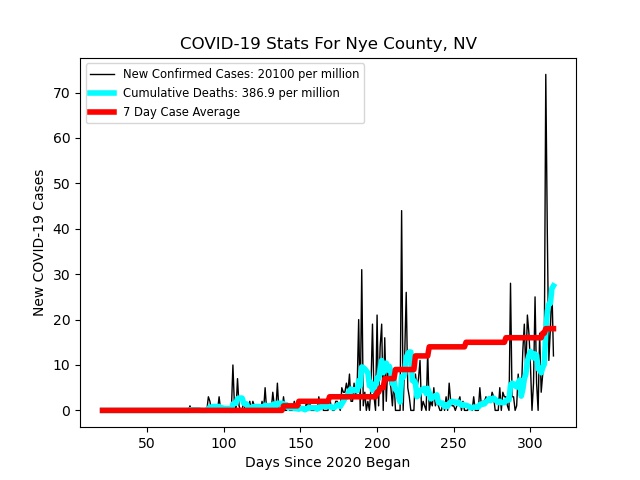 COVID-19 Stats For Nye County, NV
New Confirmed Cases: 20100 per million
Cumulative Deaths: 386.9 per million
7 Day Case Average
70
60
50
40
30
20
10
0
New COVID-19 Cases
50 100 150 200 250 300
Days Since 2020 Began